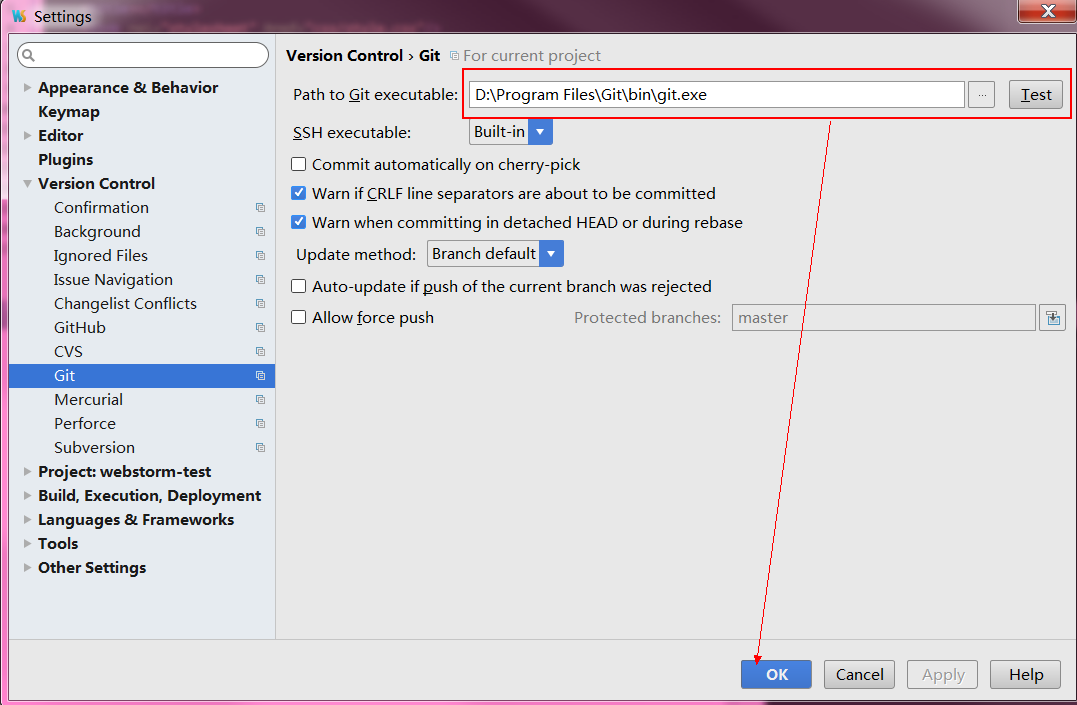 Settings
Appearance & Behavior
Keymap
Editor
Plugins
Version Control
Confirmation
Background
Ignored Files
Issue Navigation
Changelist Conflicts
GitHub
CVS
Git
Mercurial
Perforce
Subversion
Project: webstorm-test
Build, Execution, Deployment
Languages & Frameworks
Tools
Other Settings
Version Control › Git For current project
Path to Git executable: D:\Program Files\Git\bin\git.exe ... Test
SSH executable: Built-in
Commit automatically on cherry-pick
Warn if CRLF line separators are about to be committed
Warn when committing in detached HEAD or during rebase
Update method: Branch default
Auto-update if push of the current branch was rejected
Allow force push Protected branches: master
OK Cancel Apply Help